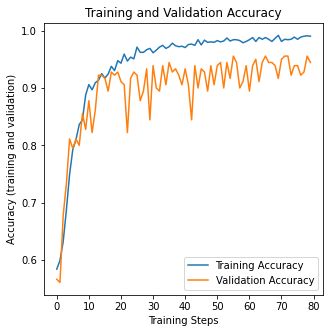 Training and Validation Accuracy
Accuracy (training and validation)
1.0
0.9
0.8
0.7
0.6
Training Accuracy
Validation Accuracy
0 10 20 30 40 50 60 70 80
Training Steps